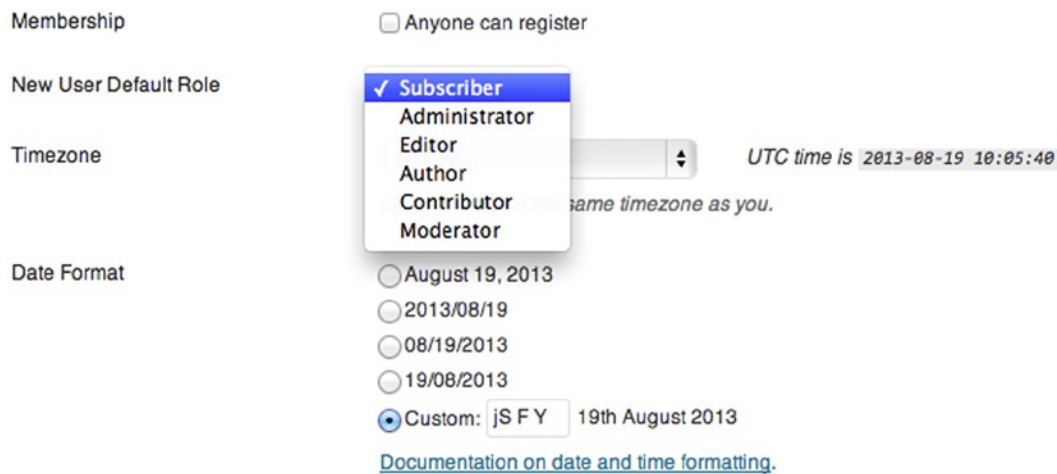 Membership
Anyone can register
New User Default Role
✓ Subscriber
Administrator
Editor
Author
Contributor
Moderator
Timezone
UTC time is 2013-08-19 10:05:40
same timezone as you.
Date Format
August 19, 2013
2013/08/19
08/19/2013
19/08/2013
Custom: jS F Y 19th August 2013
Documentation on date and time formatting.